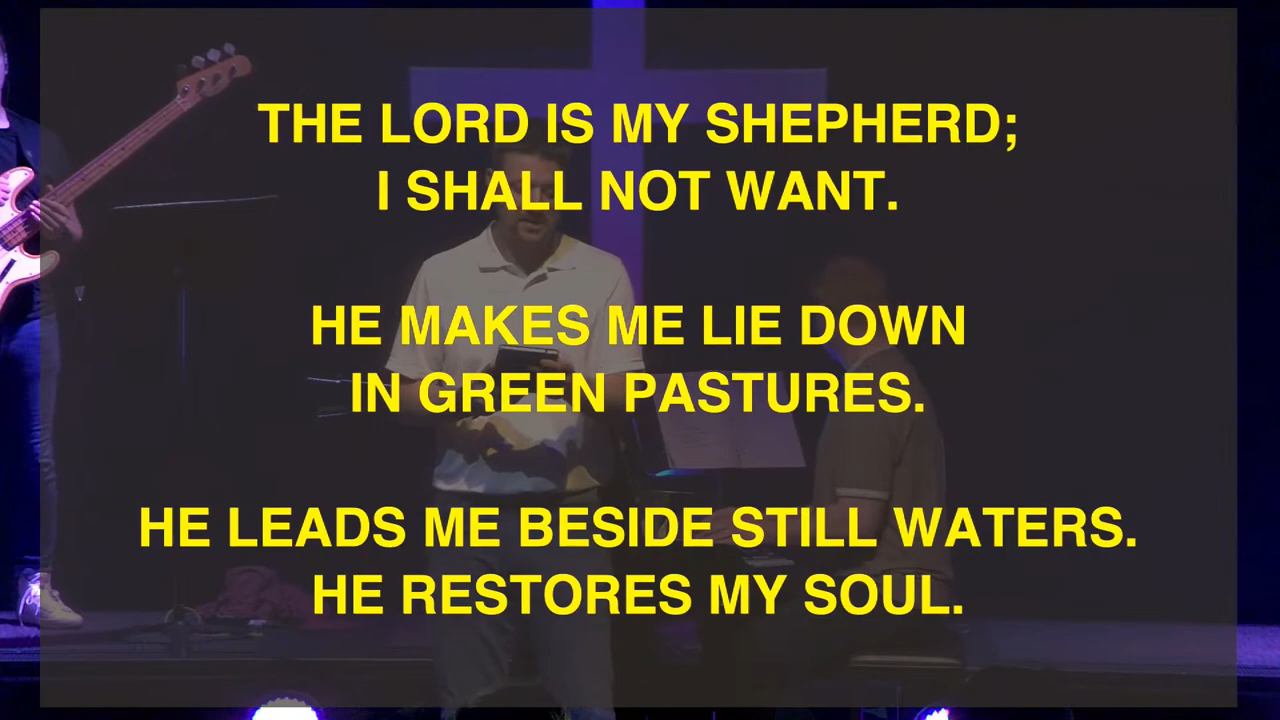 THE LORD IS MY SHEPHERD;
I SHALL NOT WANT.
HE MAKES ME LIE DOWN
IN GREEN PASTURES.
HE LEADS ME BESIDE STILL WATERS.
HE RESTORES MY SOUL.